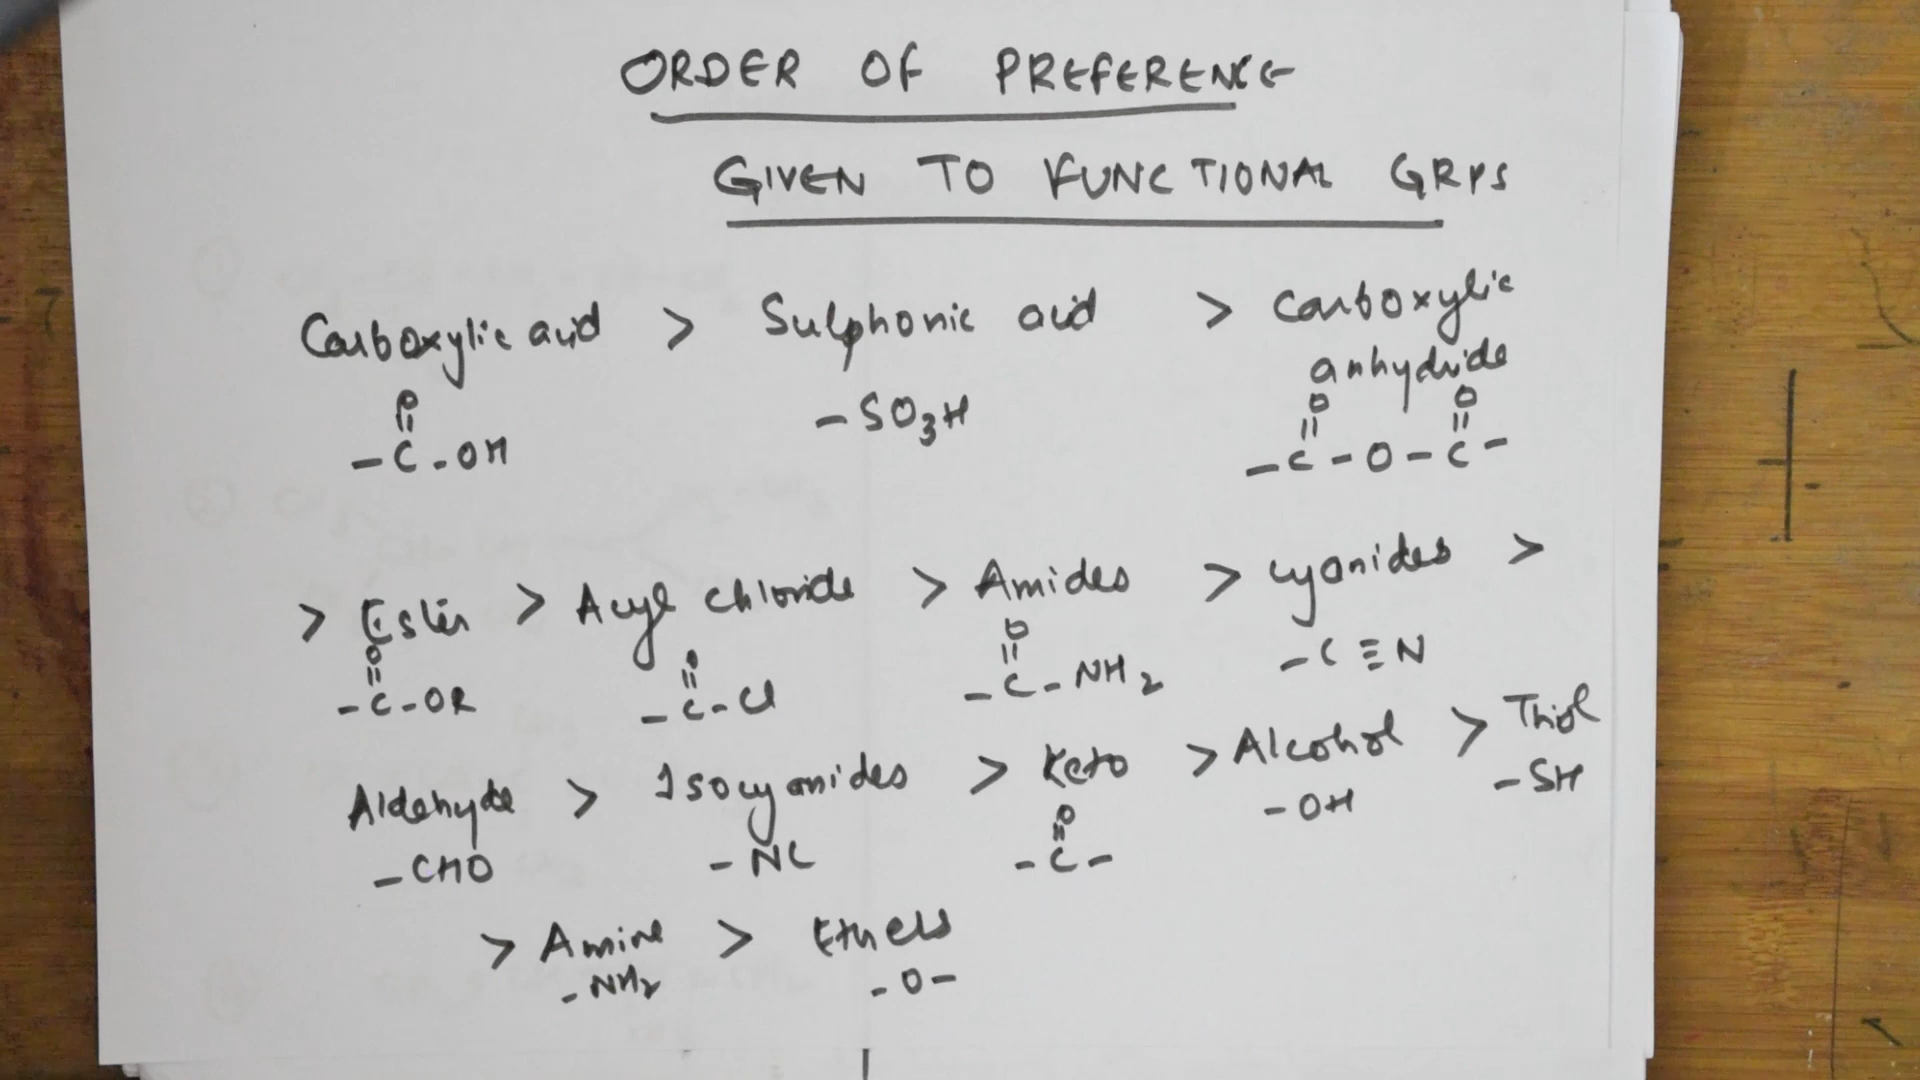 ORDER OF PREFERENCE
GIVEN TO FUNCTIONAL GRPS
Carboxylic acid > Sulphonic acid > Carboxylic
anhydride
O O O
|| || ||
-C-OH -SO3H -C-O-C-
> Ester > Acyl chloride > Amides > Cyanides >
O O O
|| || ||
-C-OR -C-Cl -C-NH2 -C≡N
Aldehyde > Isocyanides > Keto > Alcohol > Thiol
O
||
-CHO -NC -C- -OH -SH
> Amine > Ethers
-NH2 -O-